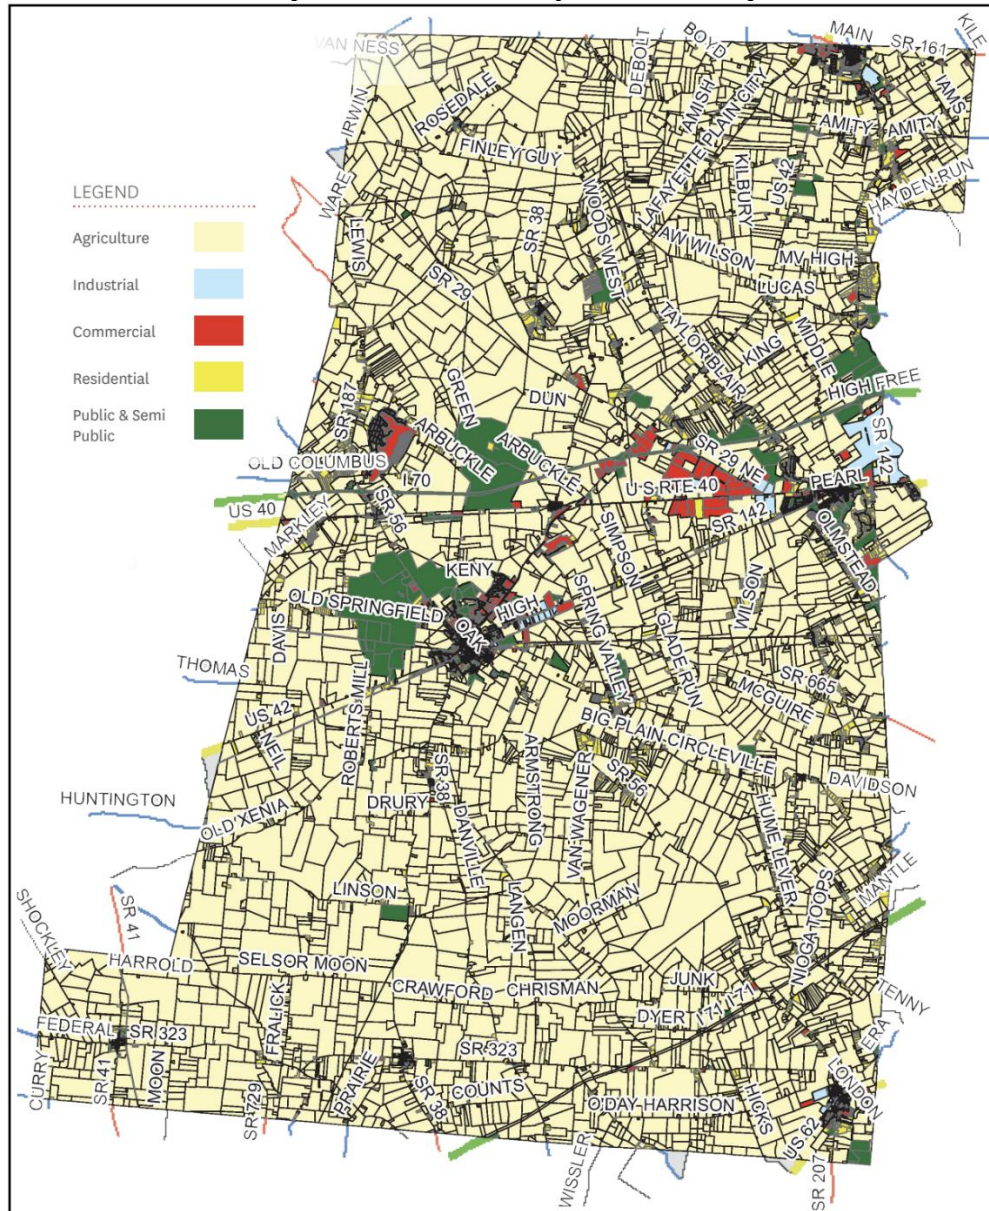 VAN NESS
DEBOLT
BOYD
MAIN
SR 161
KILE
IAMS
IRWIN
ROSEDALE
AMISH
LAFAYETTE PLAIN CITY
AMITY
AMITY
FINLEY GUY
KILBURY
US 42
HAYDEN RUN
WARE
LEGEND
Agriculture
Industrial
Commercial
Residential
Public & Semi
Public
LEWIS
SR 38
WOODS WEST
AW WILSON
MV HIGH
SR 29
LUCAS
TAYLOR BLAIR
KING
MIDDLE
GREEN
DUN
HIGH FREE
SR 187
ARBUCKLE
ARBUCKLE
SR 29 NE
SR 142
OLD COLUMBUS
I 70
U S RTE 40
PEARL
US 40
SR 56
SR 142
MARKLEY
SIMPSON
OLMSTEAD
KENY
OLD SPRINGFIELD
OAK
HIGH
SPRING VALLEY
WILSON
DAVIS
GLADE RUN
THOMAS
SR 665
MCGUIRE
US 42
NEIL
ROBERTS MILL
BIG PLAIN CIRCLEVILLE
ARMSTRONG
SR 56
DAVIDSON
HUNTINGTON
SR 38
DRURY
OLD XENIA
DANVILLE
VAN WAGENER
HUME LEVER
MANTLE
LINSON
LANGEN
MOORMAN
NIOGA TOOPS
SHOCKLEY
SR 41
HARROLD
SELSOR MOON
CRAWFORD
CHRISMAN
JUNK
TENNY
DYER
I 71
I 71
FEDERAL
SR 323
FRALICK
SR 323
ERA
CURRY
SR 41
MOON
SR 729
PRAIRIE
SR 38
COUNTS
O'DAY HARRISON
HICKS
LONDON
US 62
WISSLER
SR 207